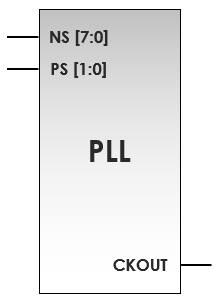 NS [7:0]
PS [1:0]
PLL
CKOUT